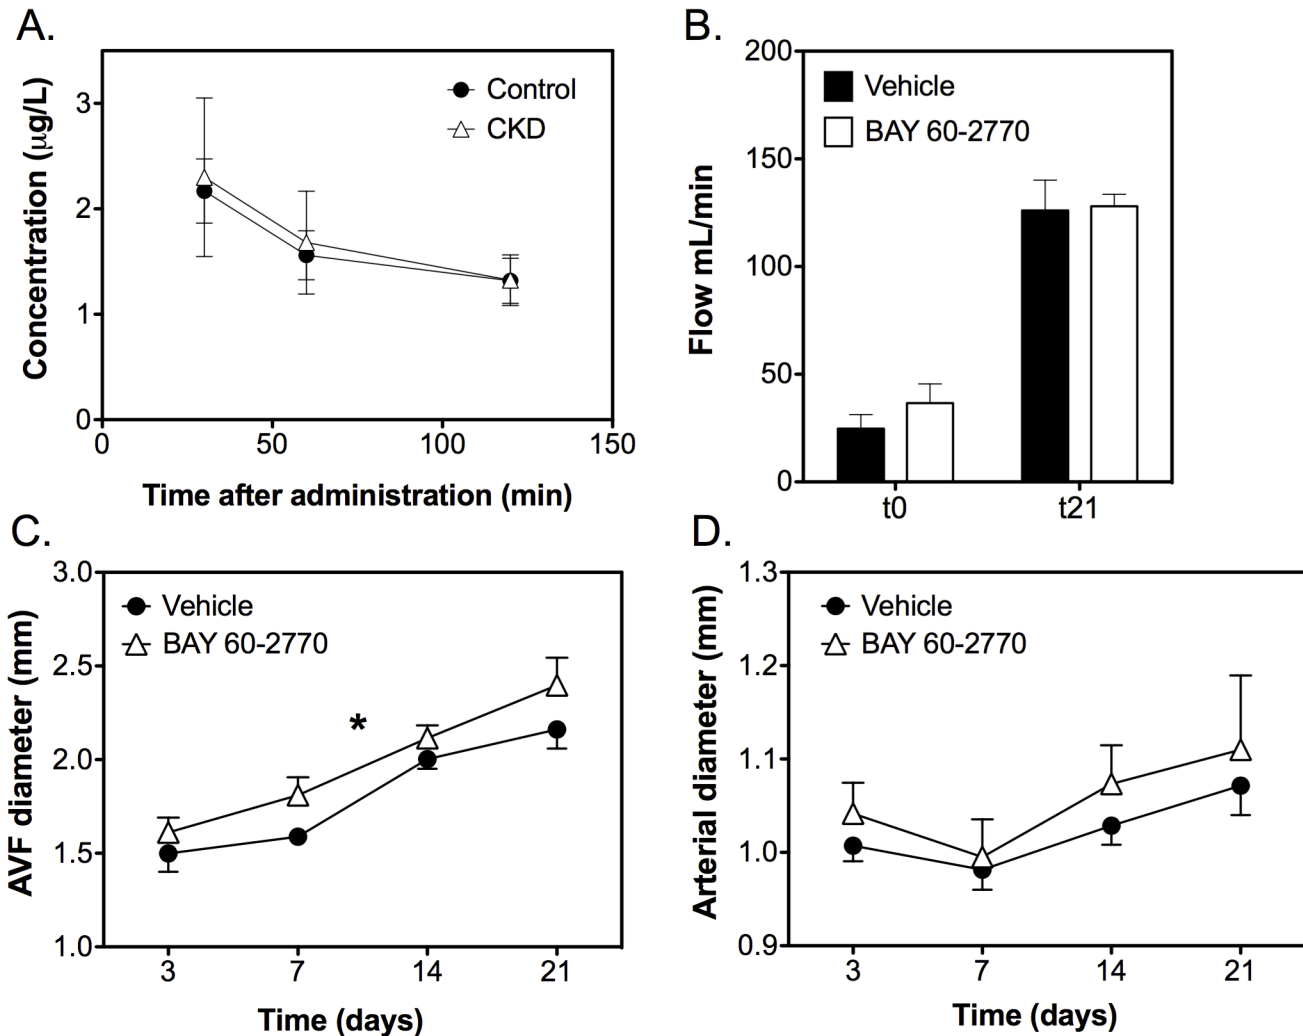 A.
Concentration (µg/L)
3
2
1
0
0 50 100 150
Control
CKD
Time after administration (min)
B.
Flow mL/min
200
150
100
50
0
Vehicle
BAY 60-2770
t0 t21
C.
AVF diameter (mm)
3.0
2.5
2.0
1.5
1.0
Vehicle
BAY 60-2770
*
3 7 14 21
Time (days)
D.
Arterial diameter (mm)
1.3
1.2
1.1
1.0
0.9
Vehicle
BAY 60-2770
3 7 14 21
Time (days)